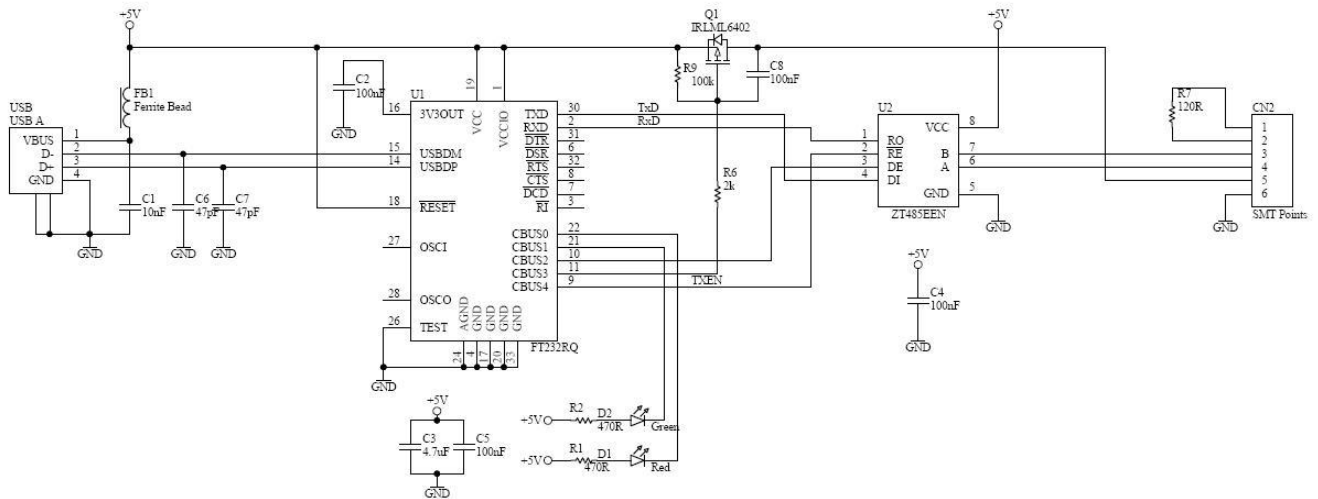 +5V
FB1
Ferrite Bead
USB
USB A
VBUS 1
D- 2
D+ 3
GND 4
GND
C1
10nF
C6
47pF
GND
C7
47pF
GND
C2
100nF
GND
U1
16 3V3OUT
15 USBDM
14 USBDP
18 RESET
27 OSCI
28 OSCO
26 TEST
19 VCC
1 VCCIO
TXD 30
RXD 2
DTR 31
DSR 6
RTS 32
CTS 8
DCD 7
RI 3
CBUS0 22
CBUS1 21
CBUS2 10
CBUS3 11
CBUS4 9
AGND 24
GND 4
GND 17
GND 20
GND 33
FT232RQ
GND
TxD
RxD
TXEN
Q1
IRLML6402
R9
100k
C8
100nF
R6
2k
+5V
U2
1 RO
2 RE
3 DE
4 DI
VCC 8
B 7
A 6
GND 5
ZT485EEN
GND
R7
120R
CN2
1
2
3
4
5
6
SMT Points
GND
+5V
C4
100nF
GND
+5V
C3
4.7uF
C5
100nF
GND
+5V
R2
470R
D2
Green
+5V
R1
470R
D1
Red